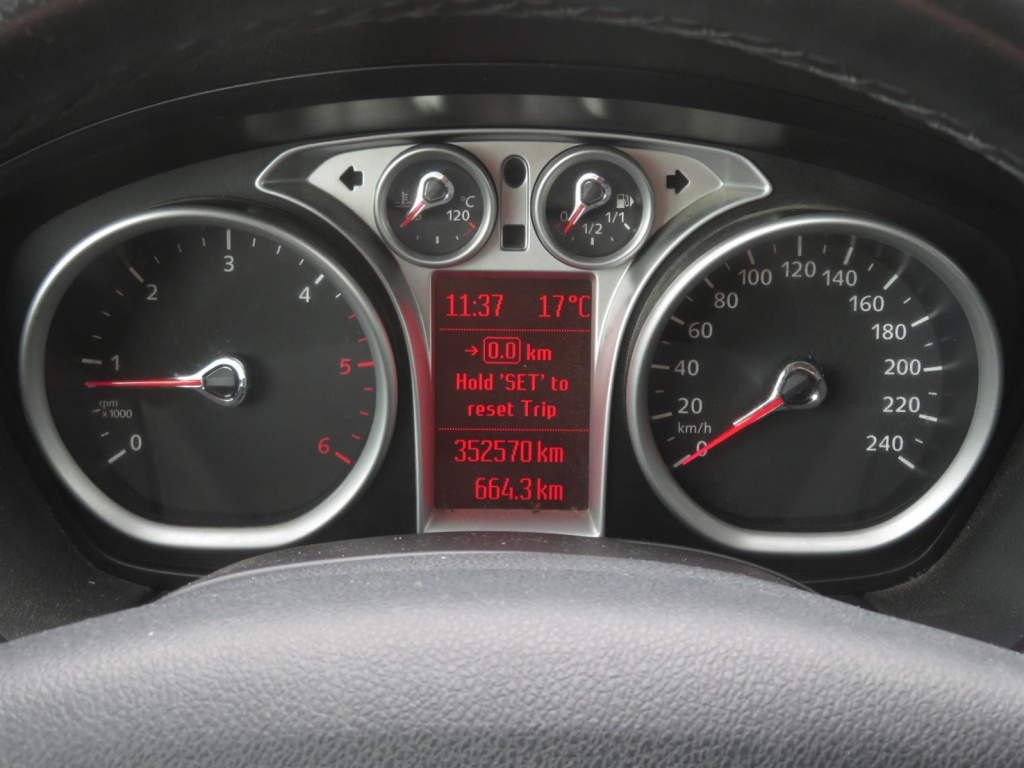 °C
120
0
1/2
1/1
0
1
2
3
4
5
6
rpm
x1000
11:37 17°C
→ 0.0 km
Hold 'SET' to
reset Trip
352570 km
664.3 km
0
20
40
60
80
100
120
140
160
180
200
220
240
km/h